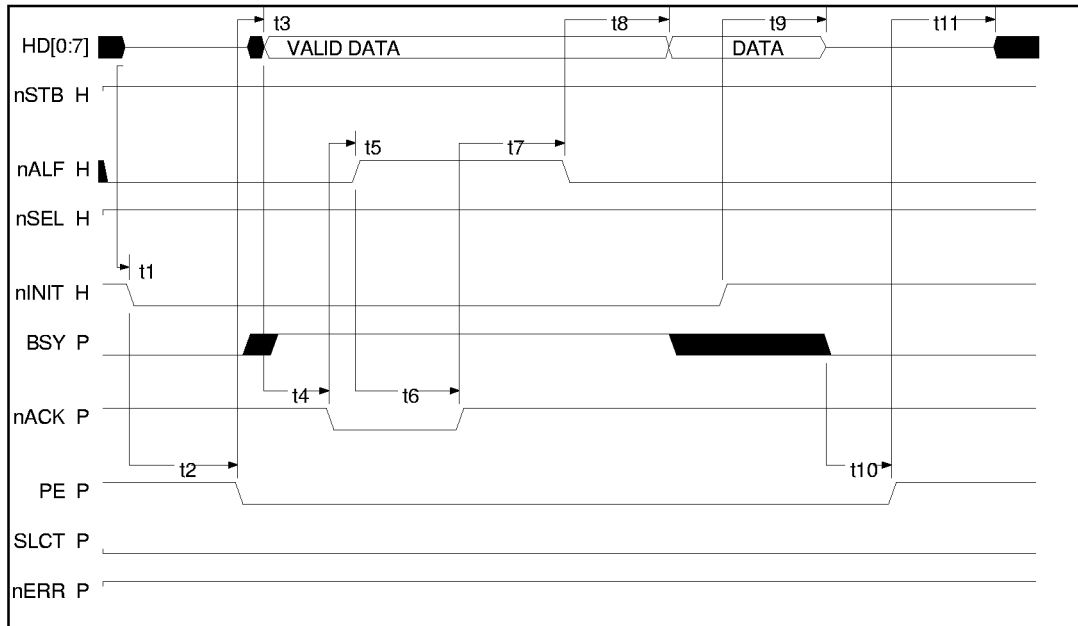 t3 t8 t9 t11
HD[0:7] VALID DATA DATA
nSTB H
t5 t7
nALF H
nSEL H
t1
nINIT H
BSY P
t4 t6
nACK P
t2 t10
PE P
SLCT P
nERR P